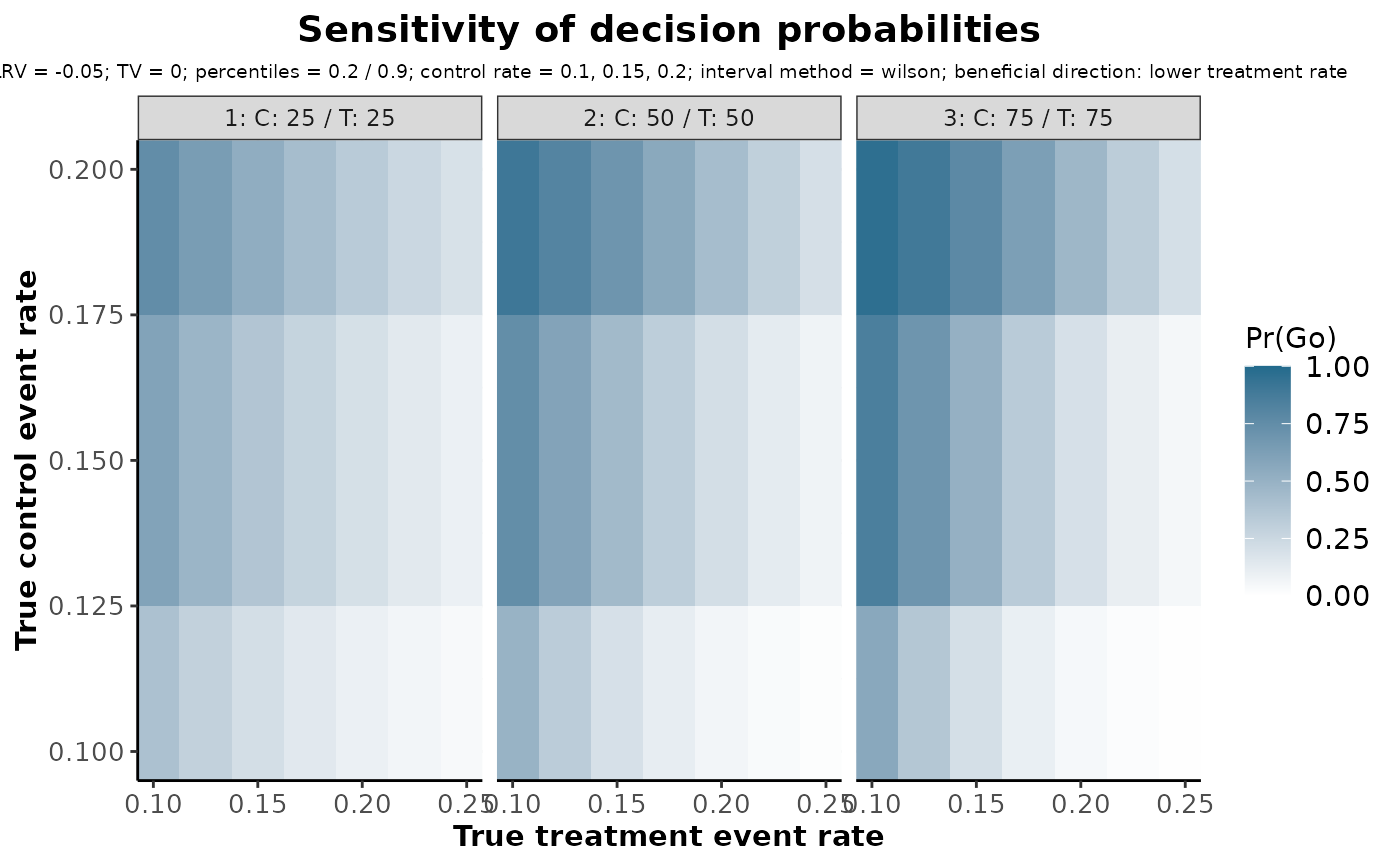 Sensitivity of decision probabilities
RV = -0.05; TV = 0; percentiles = 0.2 / 0.9; control rate = 0.1, 0.15, 0.2; interval method = wilson; beneficial direction: lower treatment rate
1: C: 25 / T: 25
2: C: 50 / T: 50
3: C: 75 / T: 75
True control event rate
0.200
0.175
0.150
0.125
0.100
0.10 0.15 0.20 0.25
0.10 0.15 0.20 0.25
0.10 0.15 0.20 0.25
True treatment event rate
Pr(Go)
1.00
0.75
0.50
0.25
0.00